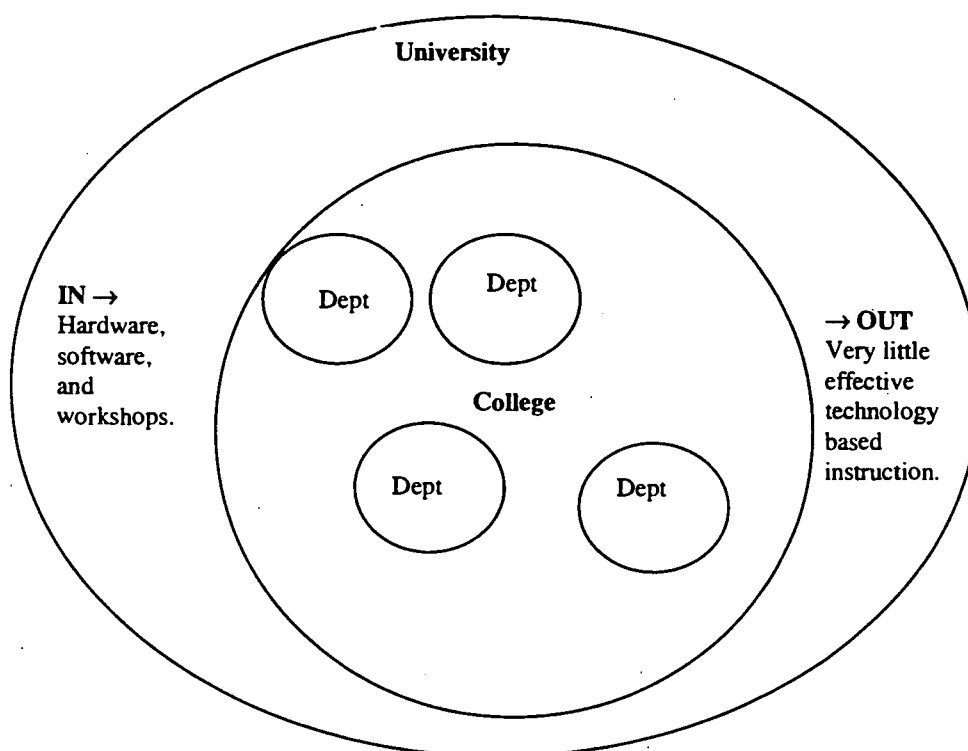 University
IN →
Hardware,
software,
and
workshops.
Dept
Dept
College
Dept
Dept
→ OUT
Very little
effective
technology
based
instruction.